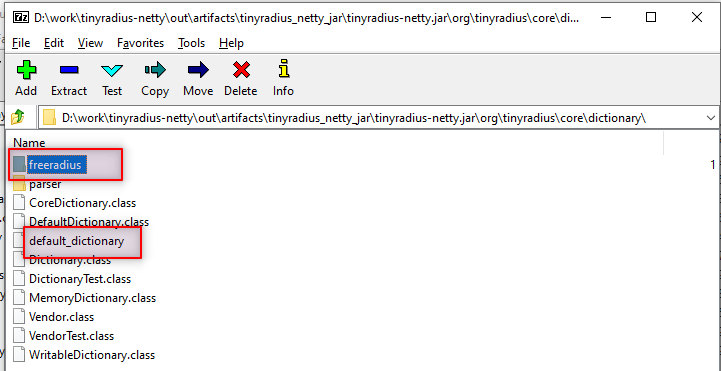 7z D:\work\tinyradius-netty\out\artifacts\tinyradius_netty_jar\tinyradius-netty.jar\org\tinyradius\core\di...
File Edit View Favorites Tools Help
Add Extract Test Copy Move Delete Info
D:\work\tinyradius-netty\out\artifacts\tinyradius_netty_jar\tinyradius-netty.jar\org\tinyradius\core\dictionary\
Name
freeradius 1
parser
CoreDictionary.class
DefaultDictionary.class
default_dictionary
Dictionary.class
DictionaryTest.class
MemoryDictionary.class
Vendor.class
VendorTest.class
WritableDictionary.class